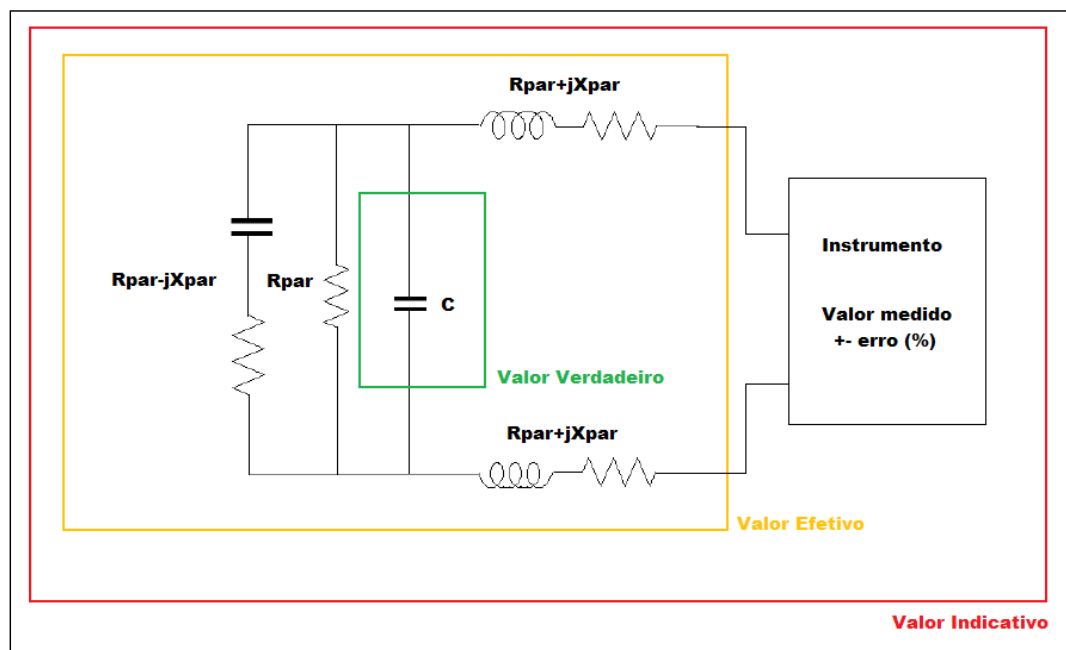 Rpar+jXpar
Instrumento
Rpar-jXpar
Rpar
C
Valor medido
+- erro (%)
Valor Verdadeiro
Rpar+jXpar
Valor Efetivo
Valor Indicativo